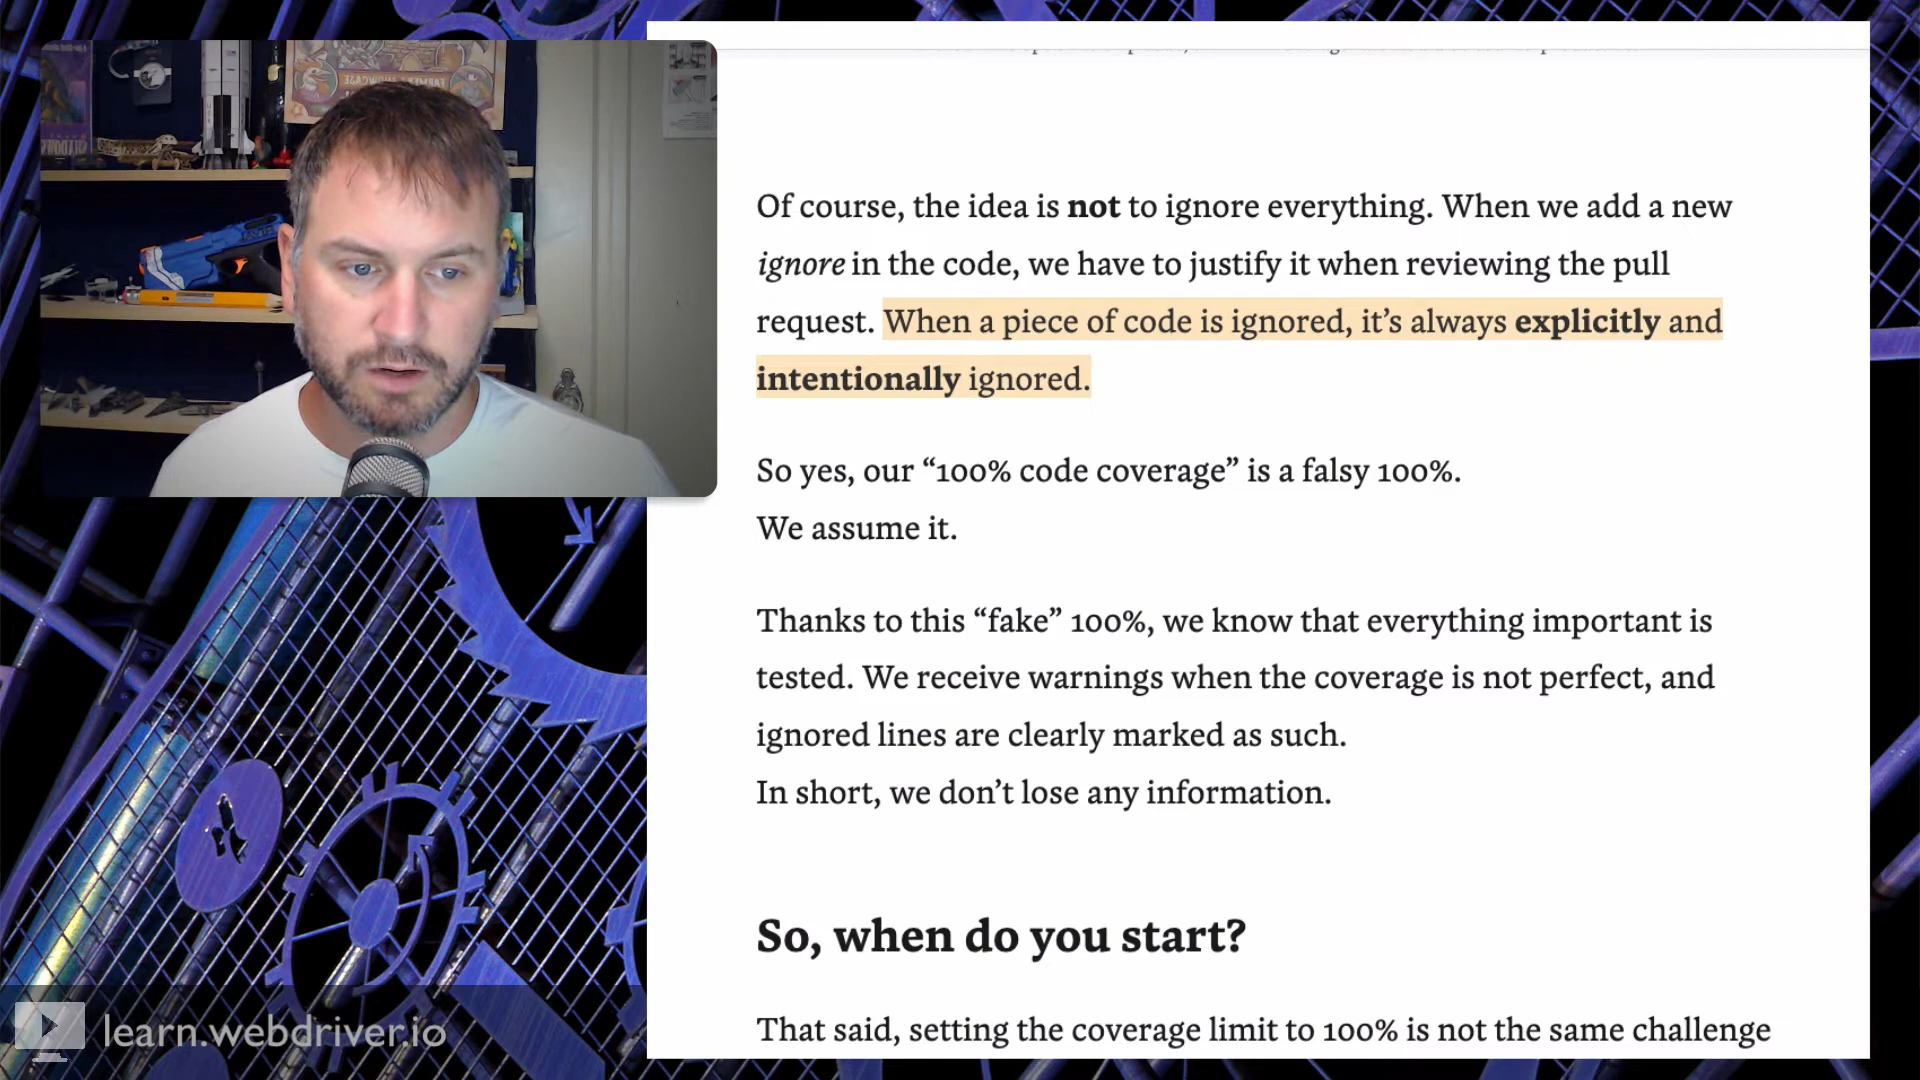 Of course, the idea is not to ignore everything. When we add a new
ignore in the code, we have to justify it when reviewing the pull
request. When a piece of code is ignored, it’s always explicitly and
intentionally ignored.
So yes, our “100% code coverage” is a falsy 100%.
We assume it.
Thanks to this “fake” 100%, we know that everything important is
tested. We receive warnings when the coverage is not perfect, and
ignored lines are clearly marked as such.
In short, we don’t lose any information.
So, when do you start?
That said, setting the coverage limit to 100% is not the same challenge
learn.webdriver.io